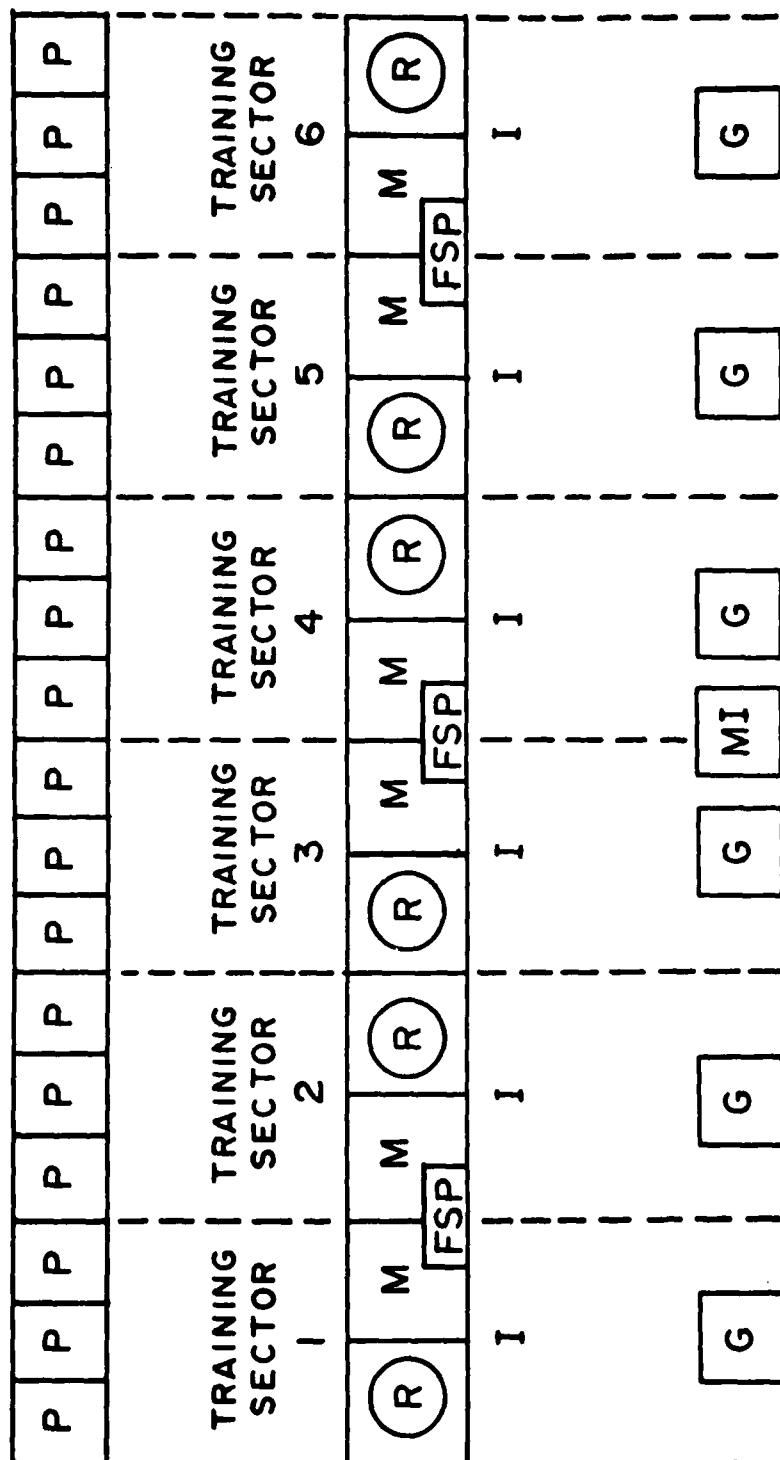 P P P P P P P P P P P P P P P P P P
TRAINING TRAINING TRAINING TRAINING TRAINING TRAINING
SECTOR SECTOR SECTOR SECTOR SECTOR SECTOR
1 2 3 4 5 6
R M M R R M M R R M M R
FSP FSP FSP
I I I I I I
G G G MI G G G